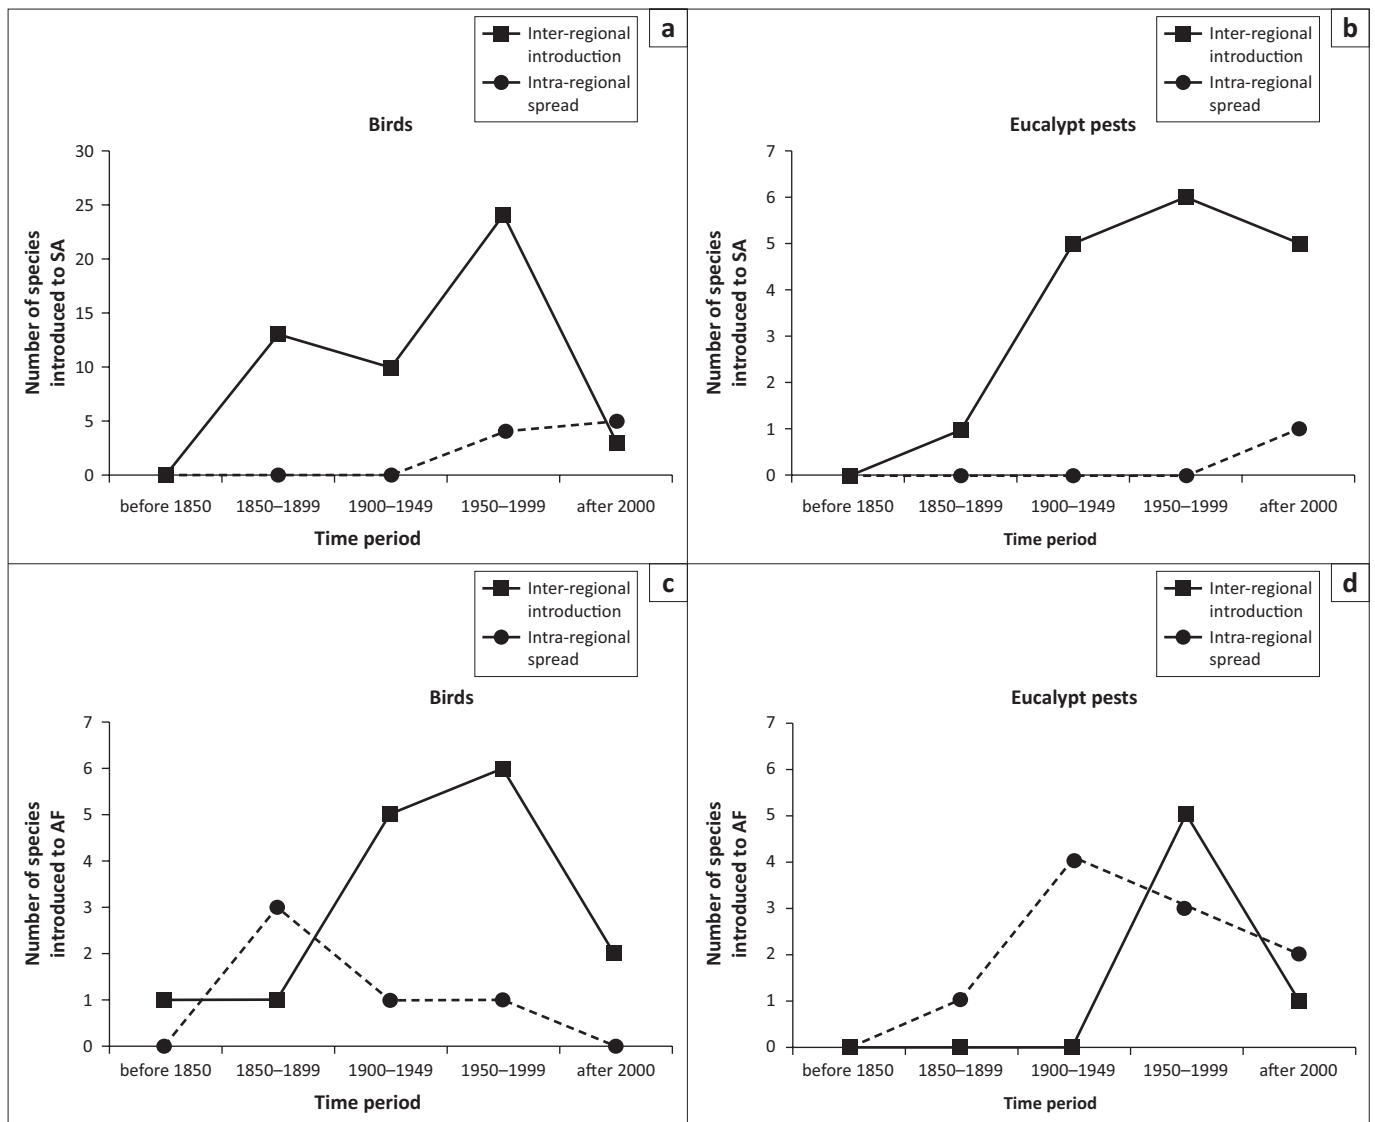 Inter-regional
introduction
Intra-regional
spread
a
Birds
Number of species
introduced to SA
30
25
20
15
10
5
0
before 1850 1850–1899 1900–1949 1950–1999 after 2000
Time period
Inter-regional
introduction
Intra-regional
spread
b
Eucalypt pests
Number of species
introduced to SA
7
6
5
4
3
2
1
0
before 1850 1850–1899 1900–1949 1950–1999 after 2000
Time period
Inter-regional
introduction
Intra-regional
spread
c
Birds
Number of species
introduced to AF
7
6
5
4
3
2
1
0
before 1850 1850–1899 1900–1949 1950–1999 after 2000
Time period
Inter-regional
introduction
Intra-regional
spread
d
Eucalypt pests
Number of species
introduced to AF
7
6
5
4
3
2
1
0
before 1850 1850–1899 1900–1949 1950–1999 after 2000
Time period